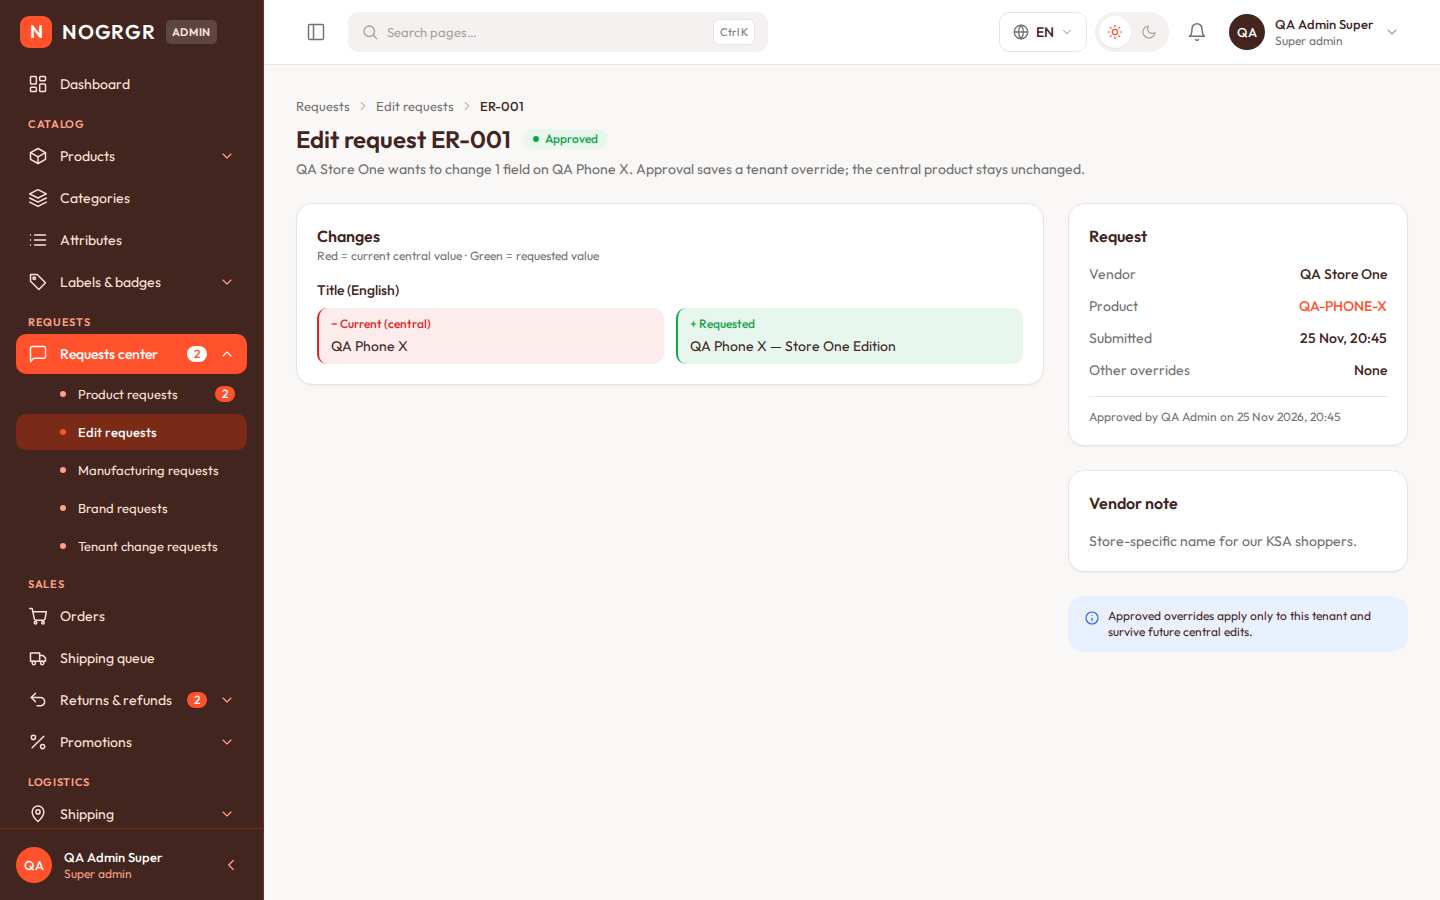 N NOGRGR ADMIN
Search pages... Ctrl K
EN
QA QA Admin Super
Super admin
Dashboard
CATALOG
Products
Categories
Attributes
Labels & badges
REQUESTS
Requests center 2
Product requests 2
Edit requests
Manufacturing requests
Brand requests
Tenant change requests
SALES
Orders
Shipping queue
Returns & refunds 2
Promotions
LOGISTICS
Shipping
QA QA Admin Super
Super admin
Requests > Edit requests > ER-001
Edit request ER-001 Approved
QA Store One wants to change 1 field on QA Phone X. Approval saves a tenant override; the central product stays unchanged.
Changes
Red = current central value · Green = requested value
Title (English)
− Current (central)
QA Phone X
+ Requested
QA Phone X — Store One Edition
Request
Vendor QA Store One
Product QA-PHONE-X
Submitted 25 Nov, 20:45
Other overrides None
Approved by QA Admin on 25 Nov 2026, 20:45
Vendor note
Store-specific name for our KSA shoppers.
Approved overrides apply only to this tenant and
survive future central edits.